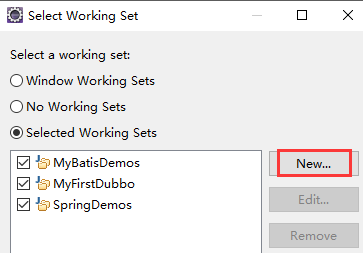 Select Working Set
Select a working set:
Window Working Sets
No Working Sets
Selected Working Sets
MyBatisDemos
MyFirstDubbo
SpringDemos
New...
Edit...
Remove